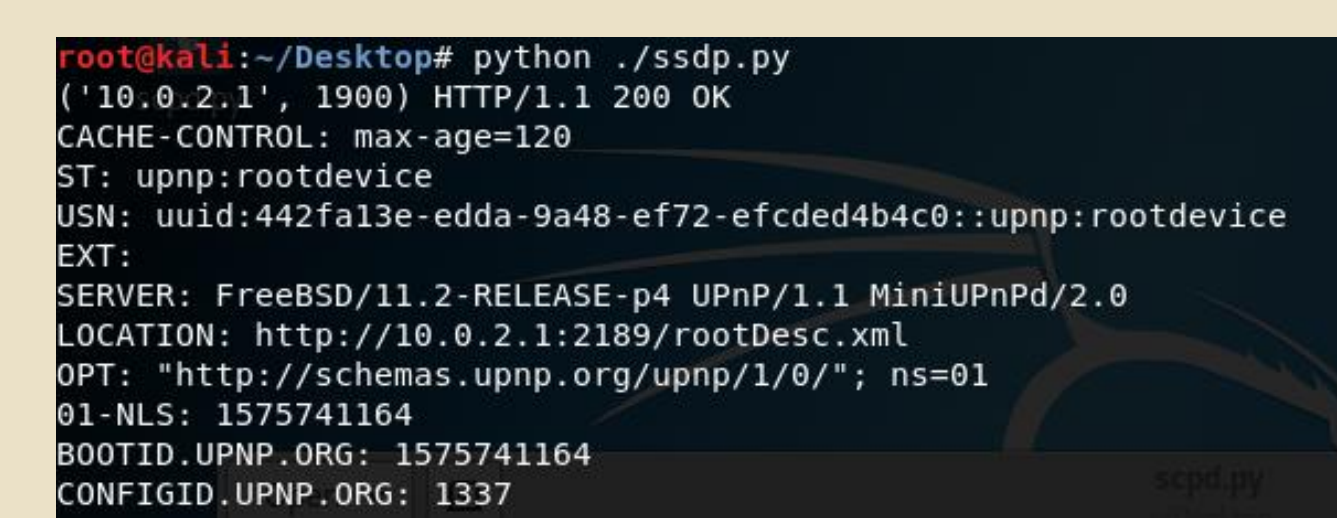 root@kali:~/Desktop# python ./ssdp.py
('10.0.2.1', 1900) HTTP/1.1 200 OK
CACHE-CONTROL: max-age=120
ST: upnp:rootdevice
USN: uuid:442fa13e-edda-9a48-ef72-efcded4b4c0::upnp:rootdevice
EXT:
SERVER: FreeBSD/11.2-RELEASE-p4 UPnP/1.1 MiniUPnPd/2.0
LOCATION: http://10.0.2.1:2189/rootDesc.xml
OPT: "http://schemas.upnp.org/upnp/1/0/"; ns=01
01-NLS: 1575741164
BOOTID.UPNP.ORG: 1575741164
scpd.py
CONFIGID.UPNP.ORG: 1337